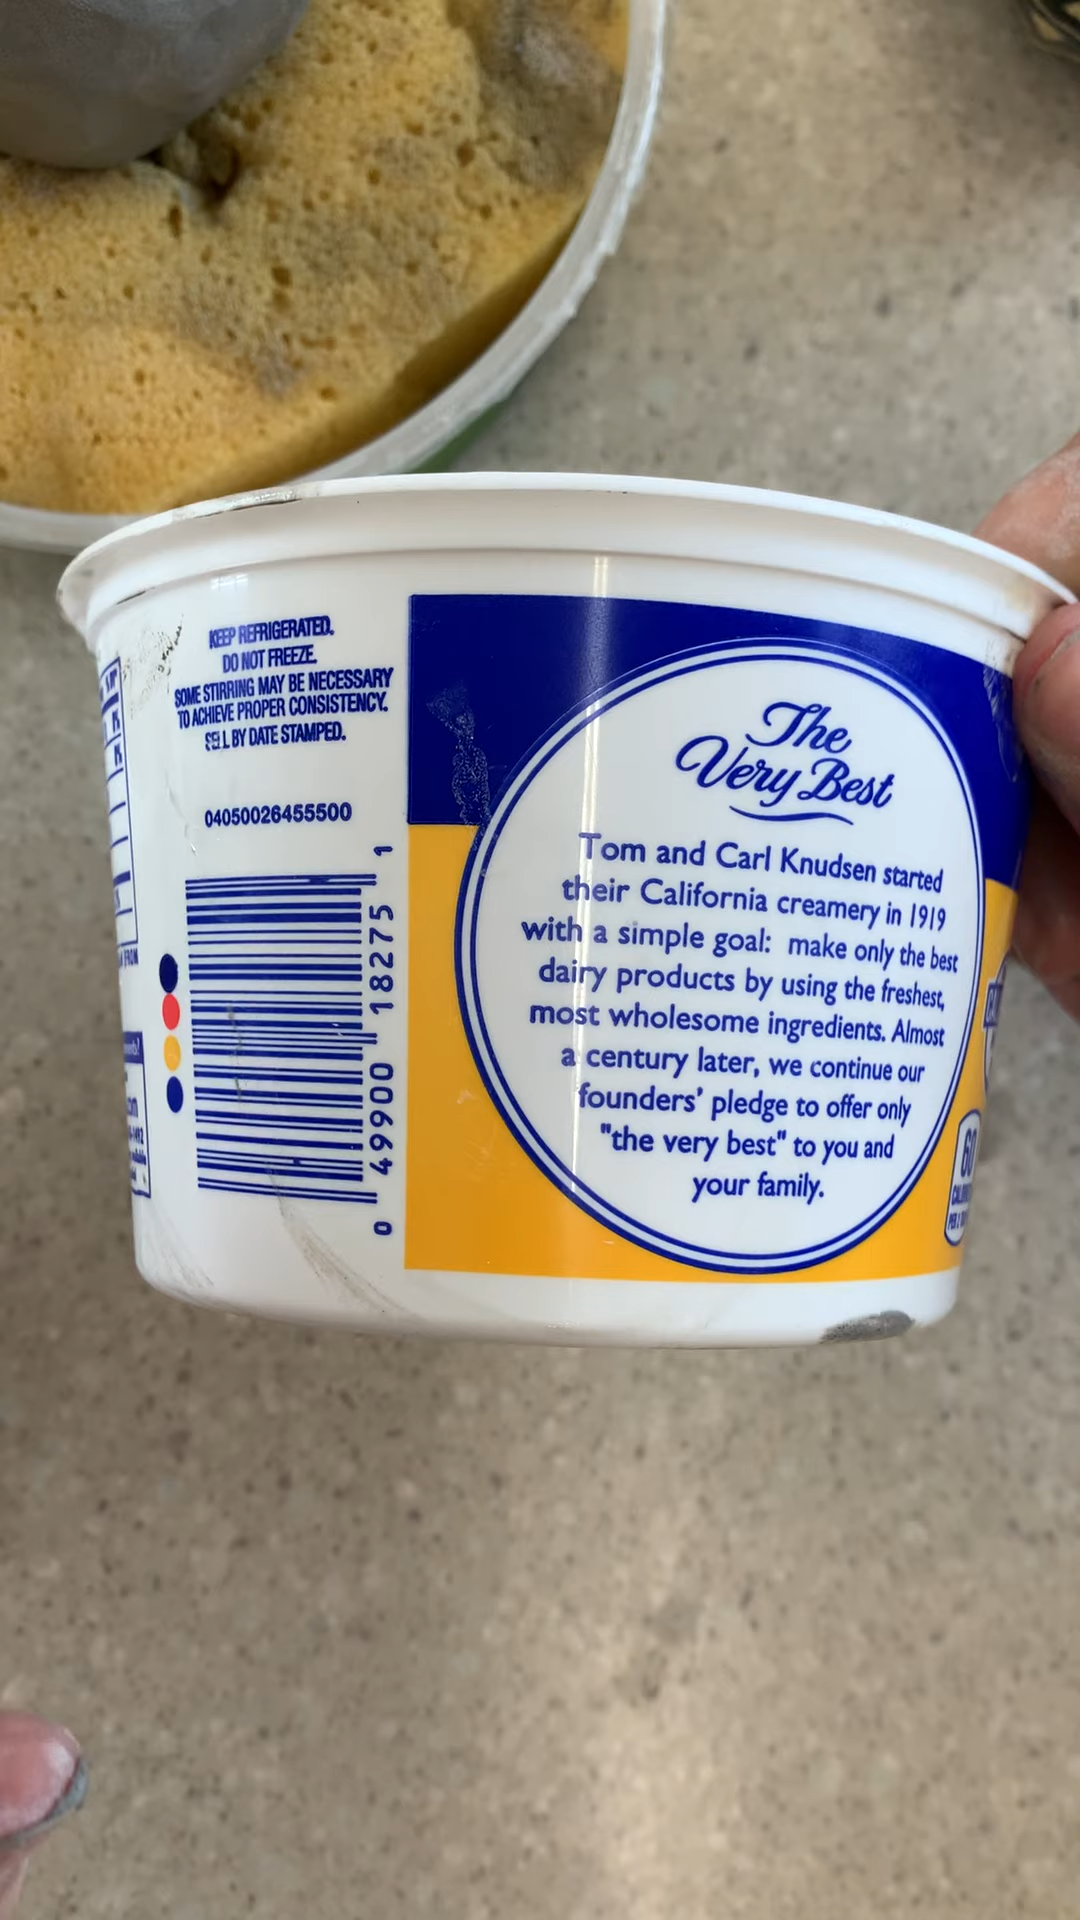 KEEP REFRIGERATED.
DO NOT FREEZE.
SOME STIRRING MAY BE NECESSARY
TO ACHIEVE PROPER CONSISTENCY.
SELL BY DATE STAMPED.
04050026455500
0 49900 18275 1
The
Very Best
Tom and Carl Knudsen started
their California creamery in 1919
with a simple goal: make only the best
dairy products by using the freshest,
most wholesome ingredients. Almost
a century later, we continue our
founders' pledge to offer only
"the very best" to you and
your family.
60